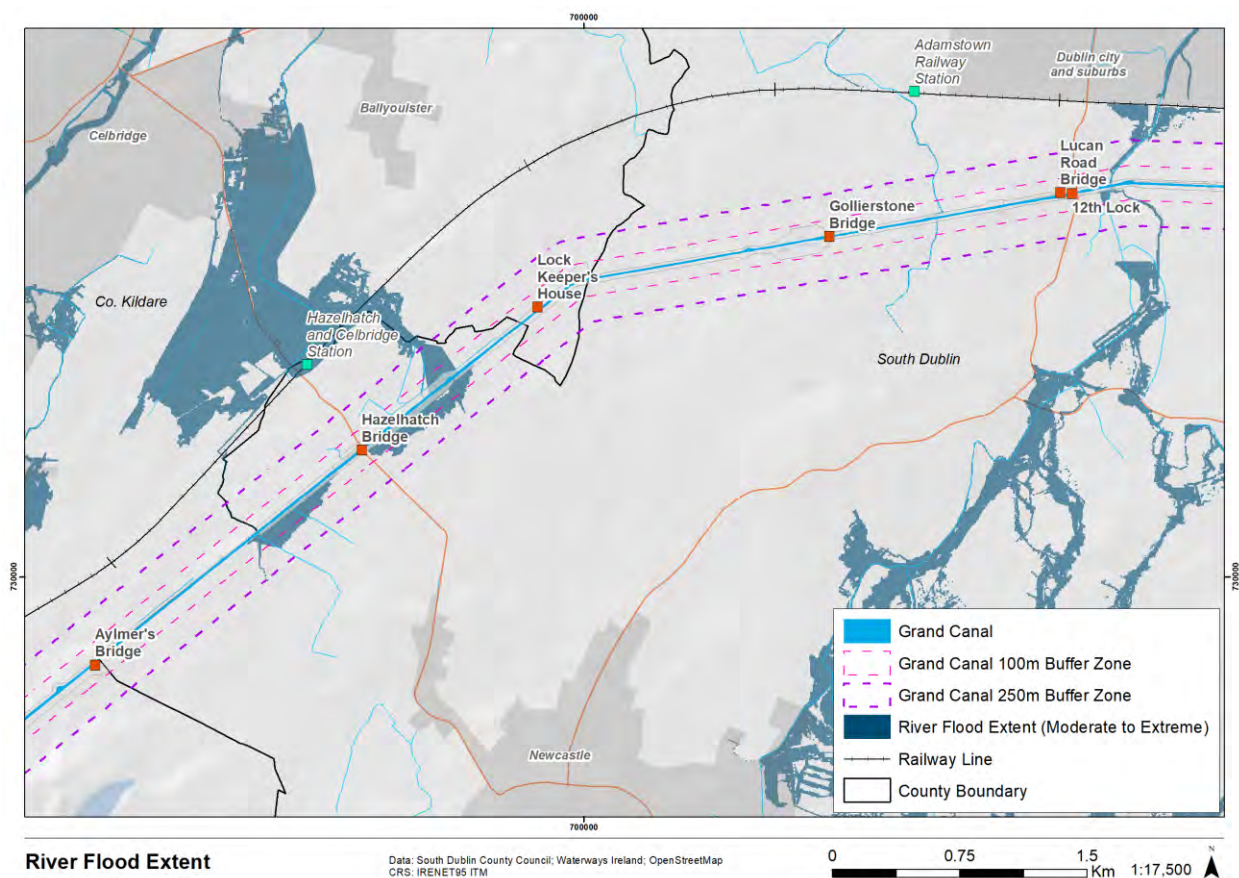 700000
Adamstown
Railway
Station
Dublin city
and suburbs
Ballyoulster
Celbridge
Lucan
Road
Bridge
12th Lock
Gollierstone
Bridge
Lock
Keeper's
House
Co. Kildare
Hazelhatch
and Celbridge
Station
South Dublin
Hazelhatch
Bridge
730000
730000
Aylmer's
Bridge
Newcastle
Grand Canal
Grand Canal 100m Buffer Zone
Grand Canal 250m Buffer Zone
River Flood Extent (Moderate to Extreme)
Railway Line
County Boundary
700000
River Flood Extent
Data: South Dublin County Council; Waterways Ireland; OpenStreetMap
CRS: IRENET95 ITM
0 0.75 1.5
Km 1:17,500
N